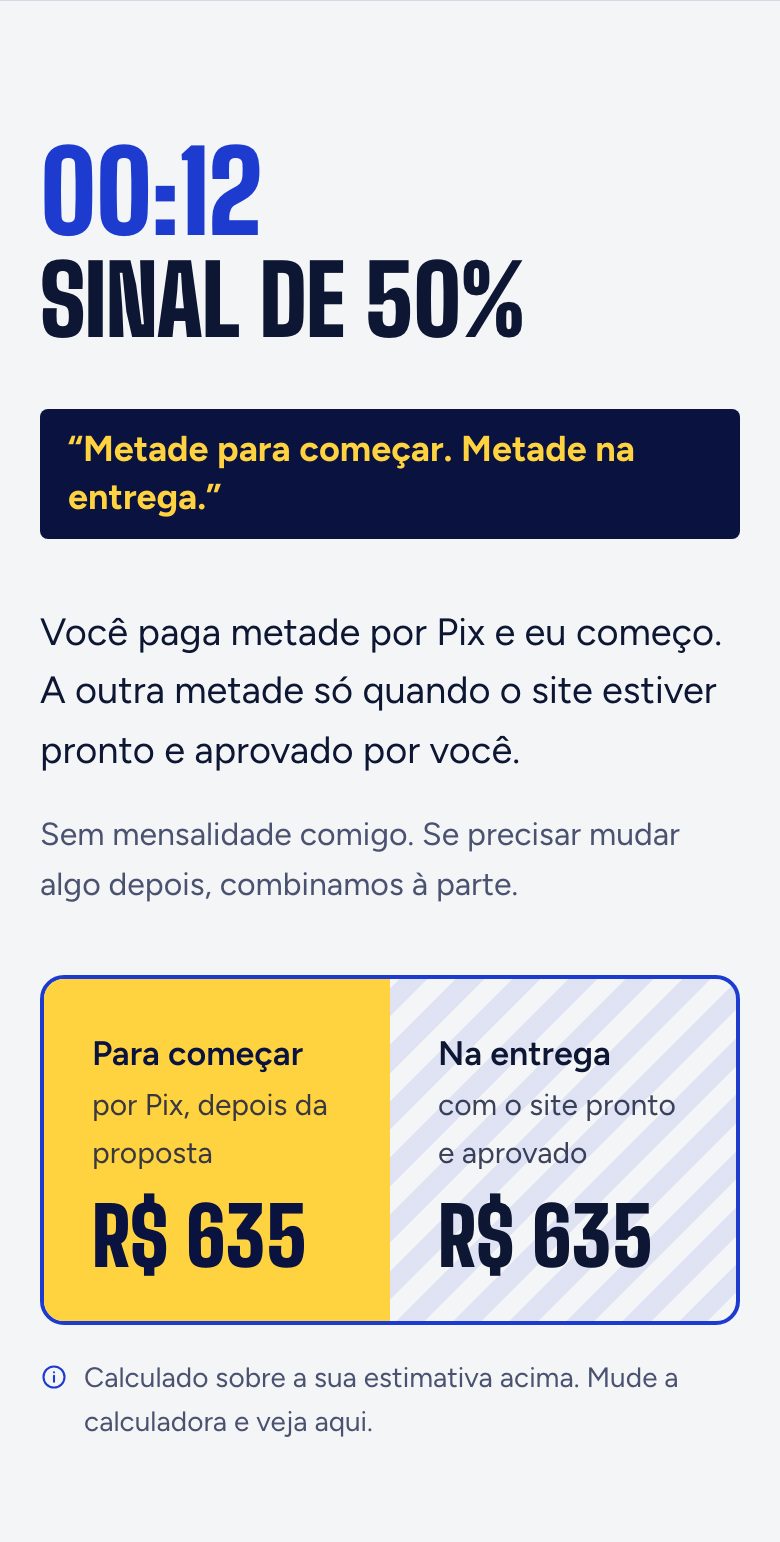 00:12
SINAL DE 50%
“Metade para começar. Metade na
entrega.”
Você paga metade por Pix e eu começo.
A outra metade só quando o site estiver
pronto e aprovado por você.
Sem mensalidade comigo. Se precisar mudar
algo depois, combinamos à parte.
Para começar
por Pix, depois da
proposta
R$ 635
Na entrega
com o site pronto
e aprovado
R$ 635
Calculado sobre a sua estimativa acima. Mude a
calculadora e veja aqui.